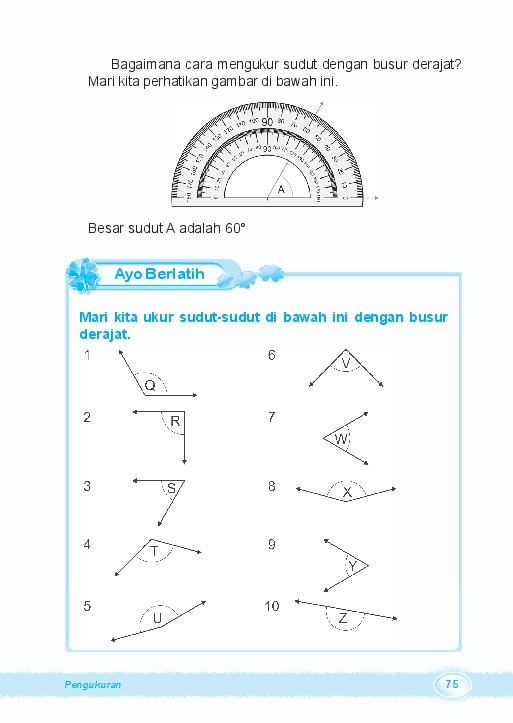 Bagaimana cara mengukur sudut dengan busur derajat?
Mari kita perhatikan gambar di bawah ini.
90
90
A
Besar sudut A adalah 60°
Ayo Berlatih
Mari kita ukur sudut-sudut di bawah ini dengan busur
derajat.
1
Q
6
V
2
R
7
W
3
S
8
X
4
T
9
Y
5
U
10
Z
Pengukuran
75